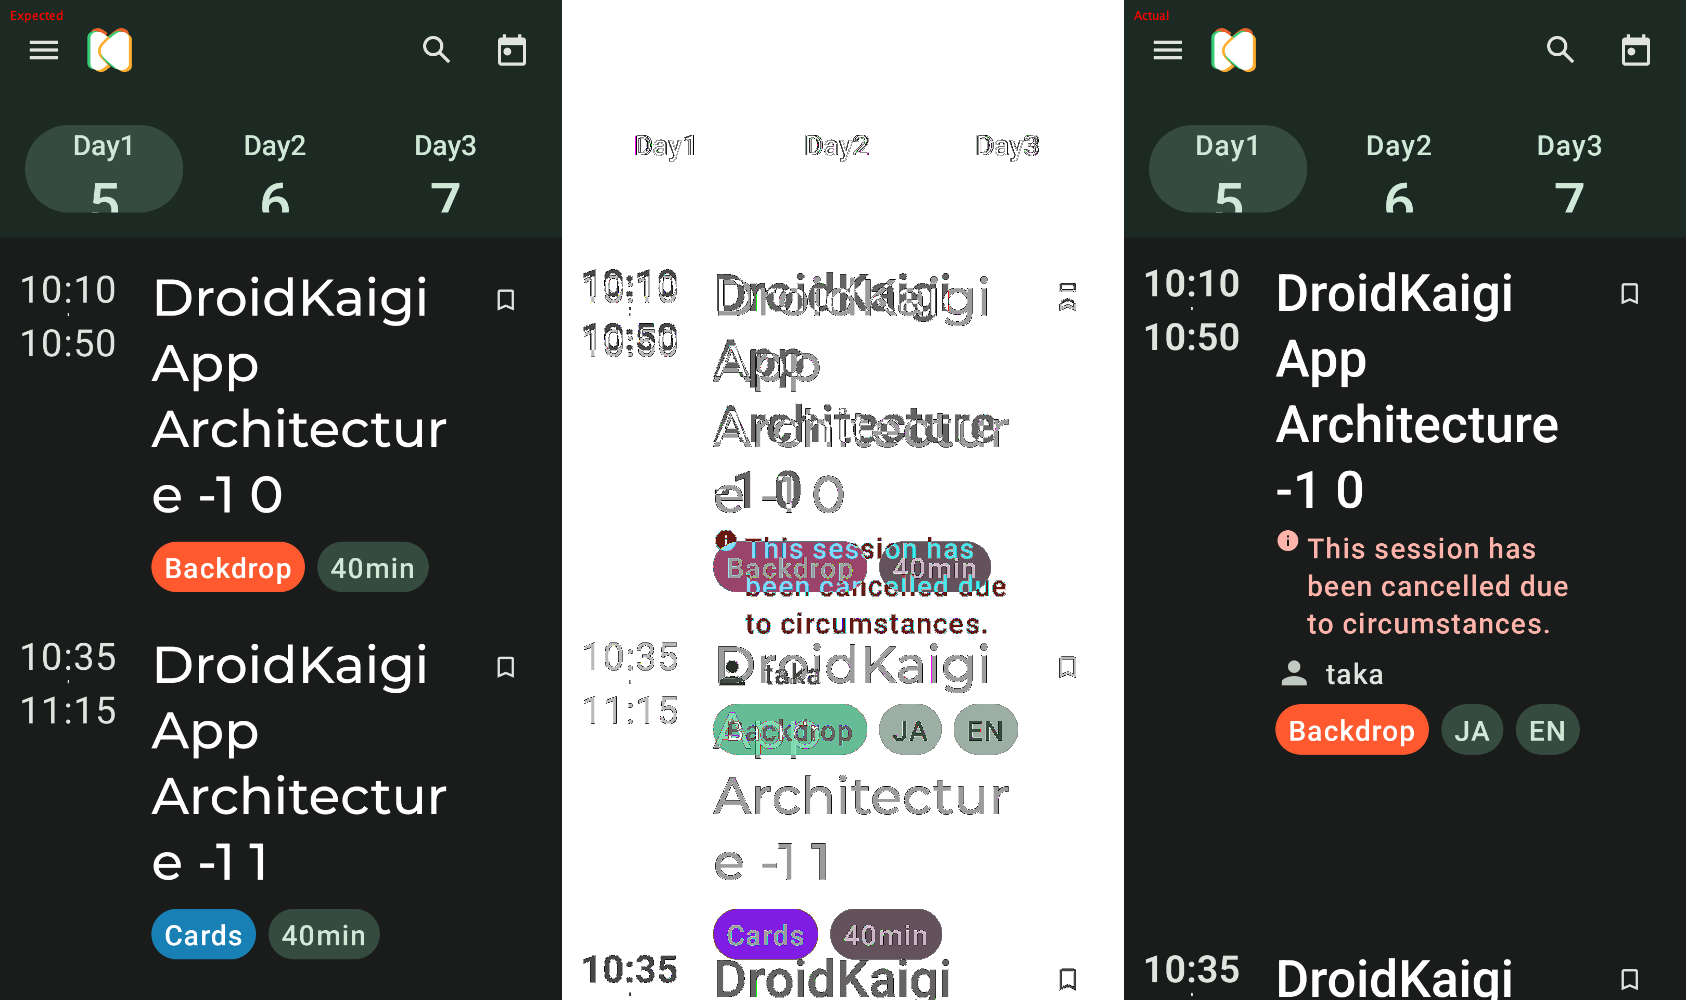 Expected
Day1 Day2 Day3
5 6 7
10:10
10:50
DroidKaigi
App
Architectur
e -1 0
Backdrop 40min
10:35
11:15
DroidKaigi
App
Architectur
e -1 1
Cards 40min
Day1 Day2 Day3
10:10
10:50
DroidKaigi
App
Architecture
-1 0
This session has
been cancelled due
to circumstances.
Backdrop 40min
10:35
11:15
DroidKaigi
taka
App
Backdrop JA EN
Architectur
e -1 1
Cards 40min
10:35
DroidKaigi
Actual
Day1 Day2 Day3
5 6 7
10:10
10:50
DroidKaigi
App
Architecture
-1 0
This session has
been cancelled due
to circumstances.
taka
Backdrop JA EN
10:35
DroidKaigi